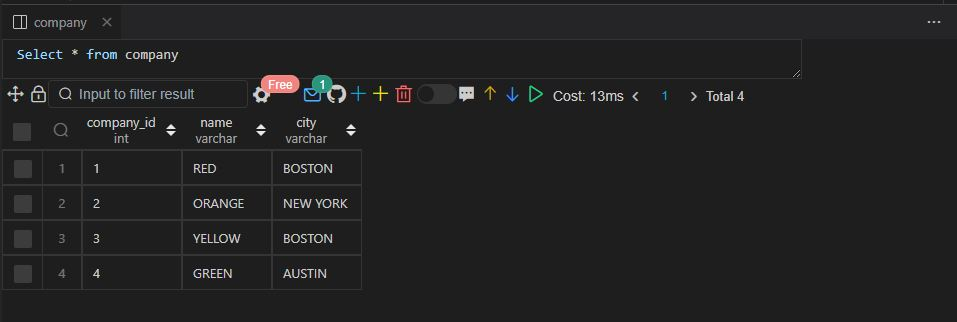 company
Select * from company
Input to filter result Free 1 Cost: 13ms 1 Total 4
company_id name city
int varchar varchar
1 1 RED BOSTON
2 2 ORANGE NEW YORK
3 3 YELLOW BOSTON
4 4 GREEN AUSTIN